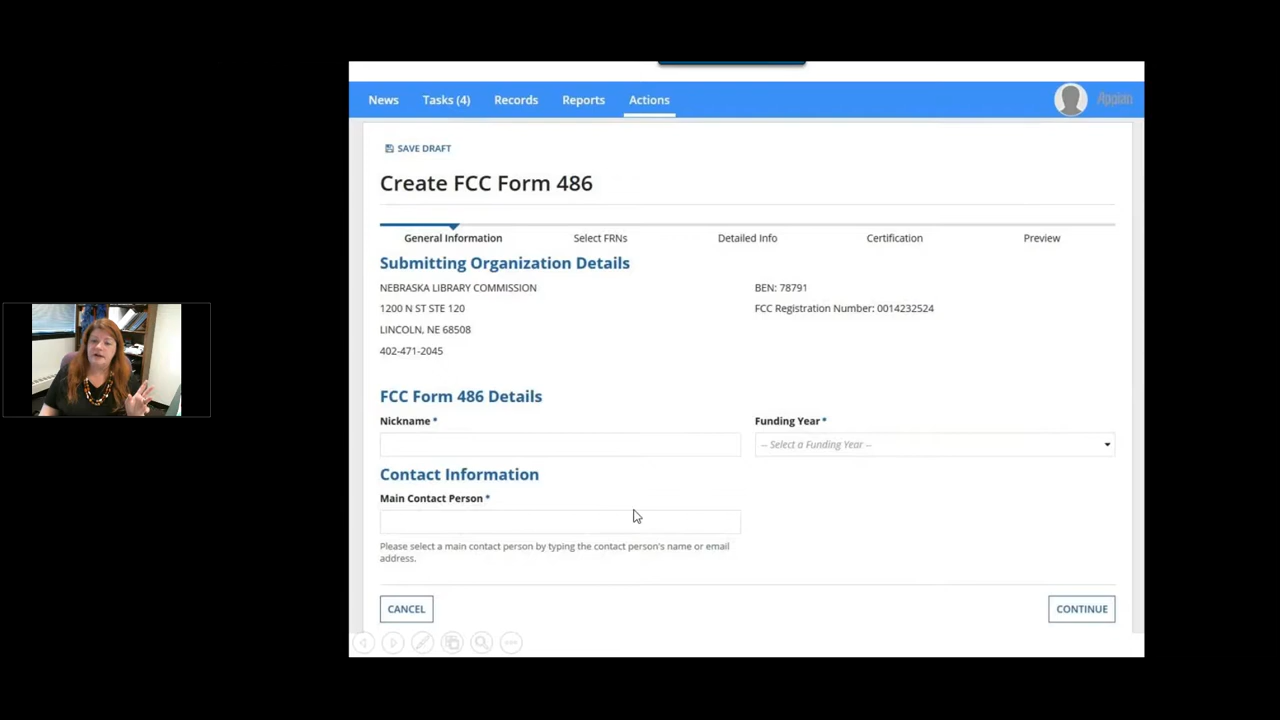 News Tasks (4) Records Reports Actions Appian
SAVE DRAFT
Create FCC Form 486
General Information Select FRNs Detailed Info Certification Preview
Submitting Organization Details
NEBRASKA LIBRARY COMMISSION BEN: 78791
1200 N ST STE 120 FCC Registration Number: 0014232524
LINCOLN, NE 68508
402-471-2045
FCC Form 486 Details
Nickname * Funding Year *
-- Select a Funding Year --
Contact Information
Main Contact Person *
Please select a main contact person by typing the contact person's name or email
address.
CANCEL CONTINUE